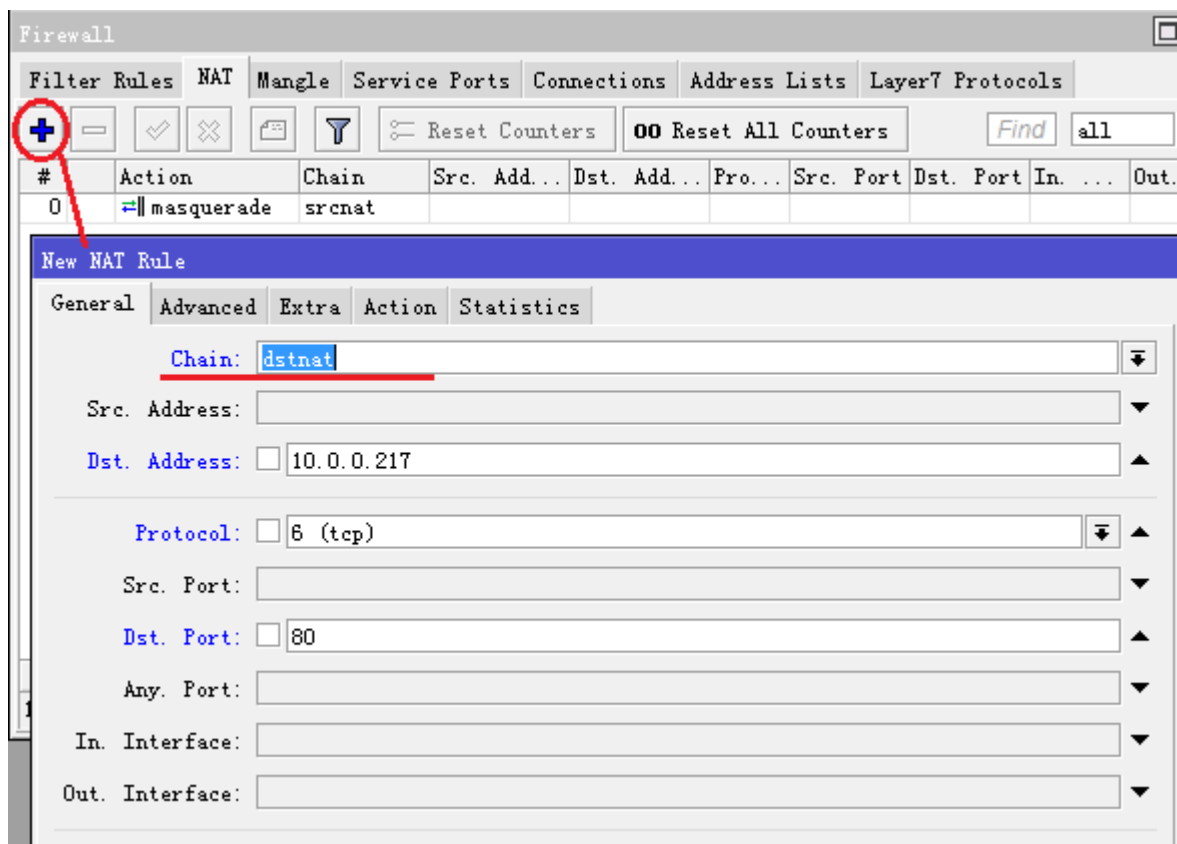 Firewall
Filter Rules NAT Mangle Service Ports Connections Address Lists Layer7 Protocols
Reset Counters 00 Reset All Counters Find all
# Action Chain Src. Add... Dst. Add... Pro... Src. Port Dst. Port In. ... Out.
0 masquerade srcnat
New NAT Rule
General Advanced Extra Action Statistics
Chain: dstnat
Src. Address:
Dst. Address: 10.0.0.217
Protocol: 6 (tcp)
Src. Port:
Dst. Port: 80
Any. Port:
In. Interface:
Out. Interface: